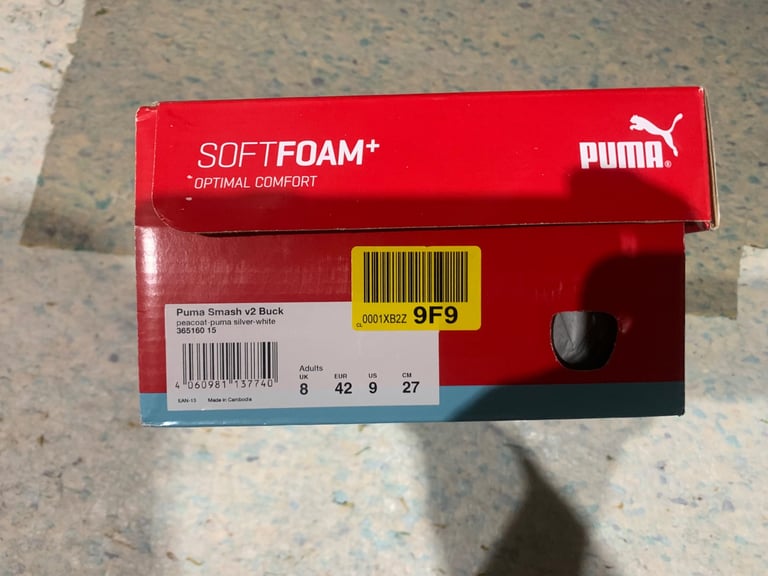 SOFTFOAM+
OPTIMAL COMFORT
PUMA®
CL 0001XB2Z 9F9
Puma Smash v2 Buck
peacoat-puma silver-white
365160 15
4 060981 137740
EAN-13 Made in Cambodia
Adults
UK EUR US CM
8 42 9 27